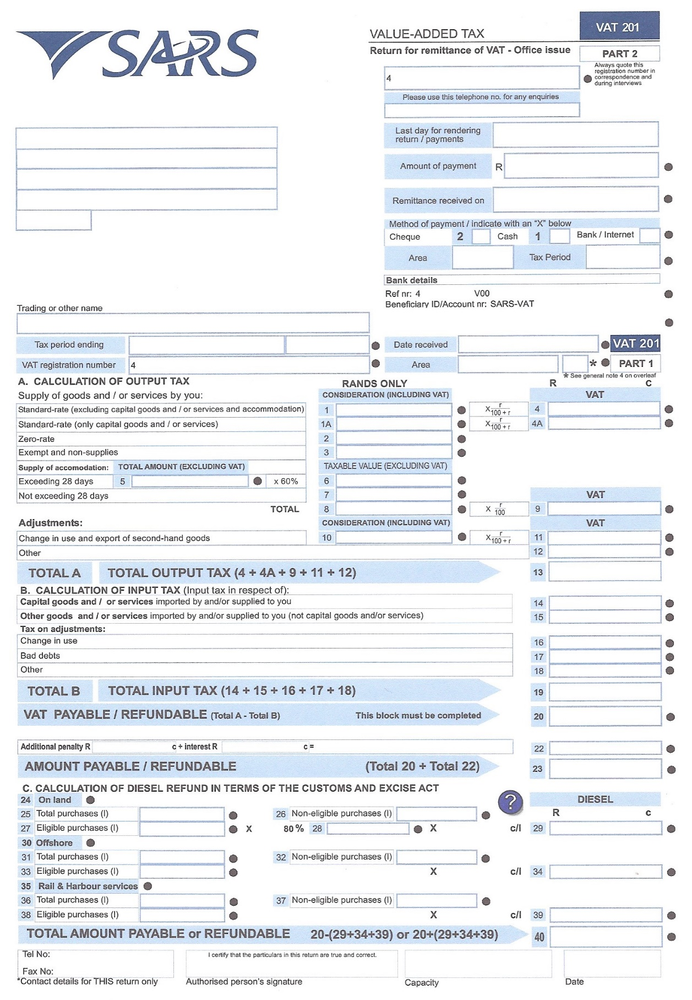 SARS
VALUE-ADDED TAX
VAT 201
Return for remittance of VAT - Office issue
PART 2
Always quote this
registration number in
correspondence and
during interviews
4
Please use this telephone no. for any enquiries
Last day for rendering
return / payments
Amount of payment R
Remittance received on
Method of payment / indicate with an “X” below
Cheque 2 Cash 1 Bank / Internet
Area Tax Period
Bank details
Ref nr: 4 V00
Beneficiary ID/Account nr: SARS-VAT
Trading or other name
Tax period ending Date received VAT 201
VAT registration number 4 Area * PART 1
* See general note 4 on overleaf
A. CALCULATION OF OUTPUT TAX RANDS ONLY R c
Supply of goods and / or services by you: CONSIDERATION (INCLUDING VAT) VAT
Standard-rate (excluding capital goods and / or services and accommodation) 1 X r 100 + r 4
Standard-rate (only capital goods and / or services) 1A X r 100 + r 4A
Zero-rate 2
Exempt and non-supplies 3
Supply of accomodation: TOTAL AMOUNT (EXCLUDING VAT) TAXABLE VALUE (EXCLUDING VAT)
Exceeding 28 days 5 x 60% 6
Not exceeding 28 days 7 VAT
TOTAL 8 X r 100 9
Adjustments: CONSIDERATION (INCLUDING VAT) VAT
Change in use and export of second-hand goods 10 X r 100 + r 11
Other 12
TOTAL A TOTAL OUTPUT TAX (4 + 4A + 9 + 11 + 12) 13
B. CALCULATION OF INPUT TAX (Input tax in respect of):
Capital goods and / or services imported by and/or supplied to you 14
Other goods and / or services imported by and/or supplied to you (not capital goods and/or services) 15
Tax on adjustments:
Change in use 16
Bad debts 17
Other 18
TOTAL B TOTAL INPUT TAX (14 + 15 + 16 + 17 + 18) 19
VAT PAYABLE / REFUNDABLE (Total A - Total B) This block must be completed 20
Additional penalty R c + interest R c = 22
AMOUNT PAYABLE / REFUNDABLE (Total 20 + Total 22) 23
C. CALCULATION OF DIESEL REFUND IN TERMS OF THE CUSTOMS AND EXCISE ACT
24 On land ? DIESEL
R c
25 Total purchases (l) 26 Non-eligible purchases (l)
27 Eligible purchases (l) X 80 % 28 X c/l 29
30 Offshore
31 Total purchases (l) 32 Non-eligible purchases (l)
33 Eligible purchases (l) X c/l 34
35 Rail & Harbour services
36 Total purchases (l) 37 Non-eligible purchases (l)
38 Eligible purchases (l) X c/l 39
TOTAL AMOUNT PAYABLE or REFUNDABLE 20-(29+34+39) or 20+(29+34+39) 40
Tel No: I certify that the particulars in this return are true and correct.
Fax No:
*Contact details for THIS return only Authorised person's signature Capacity Date